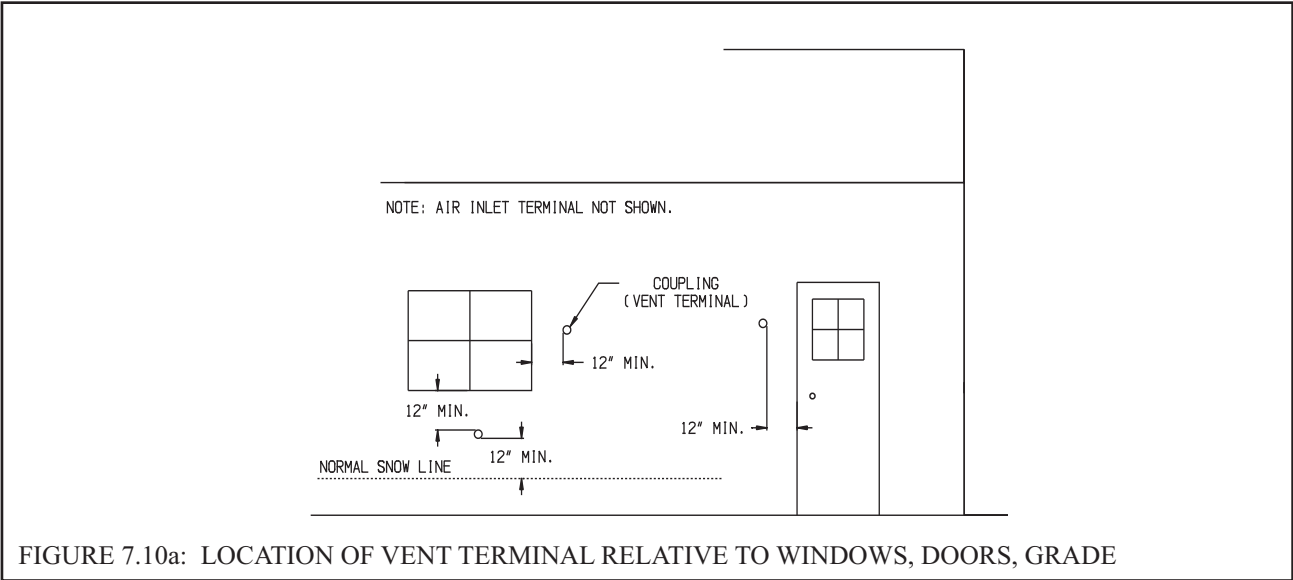 NOTE: AIR INLET TERMINAL NOT SHOWN.
COUPLING
(VENT TERMINAL)
12" MIN.
12" MIN.
12" MIN.
12" MIN.
NORMAL SNOW LINE
FIGURE 7.10a: LOCATION OF VENT TERMINAL RELATIVE TO WINDOWS, DOORS, GRADE